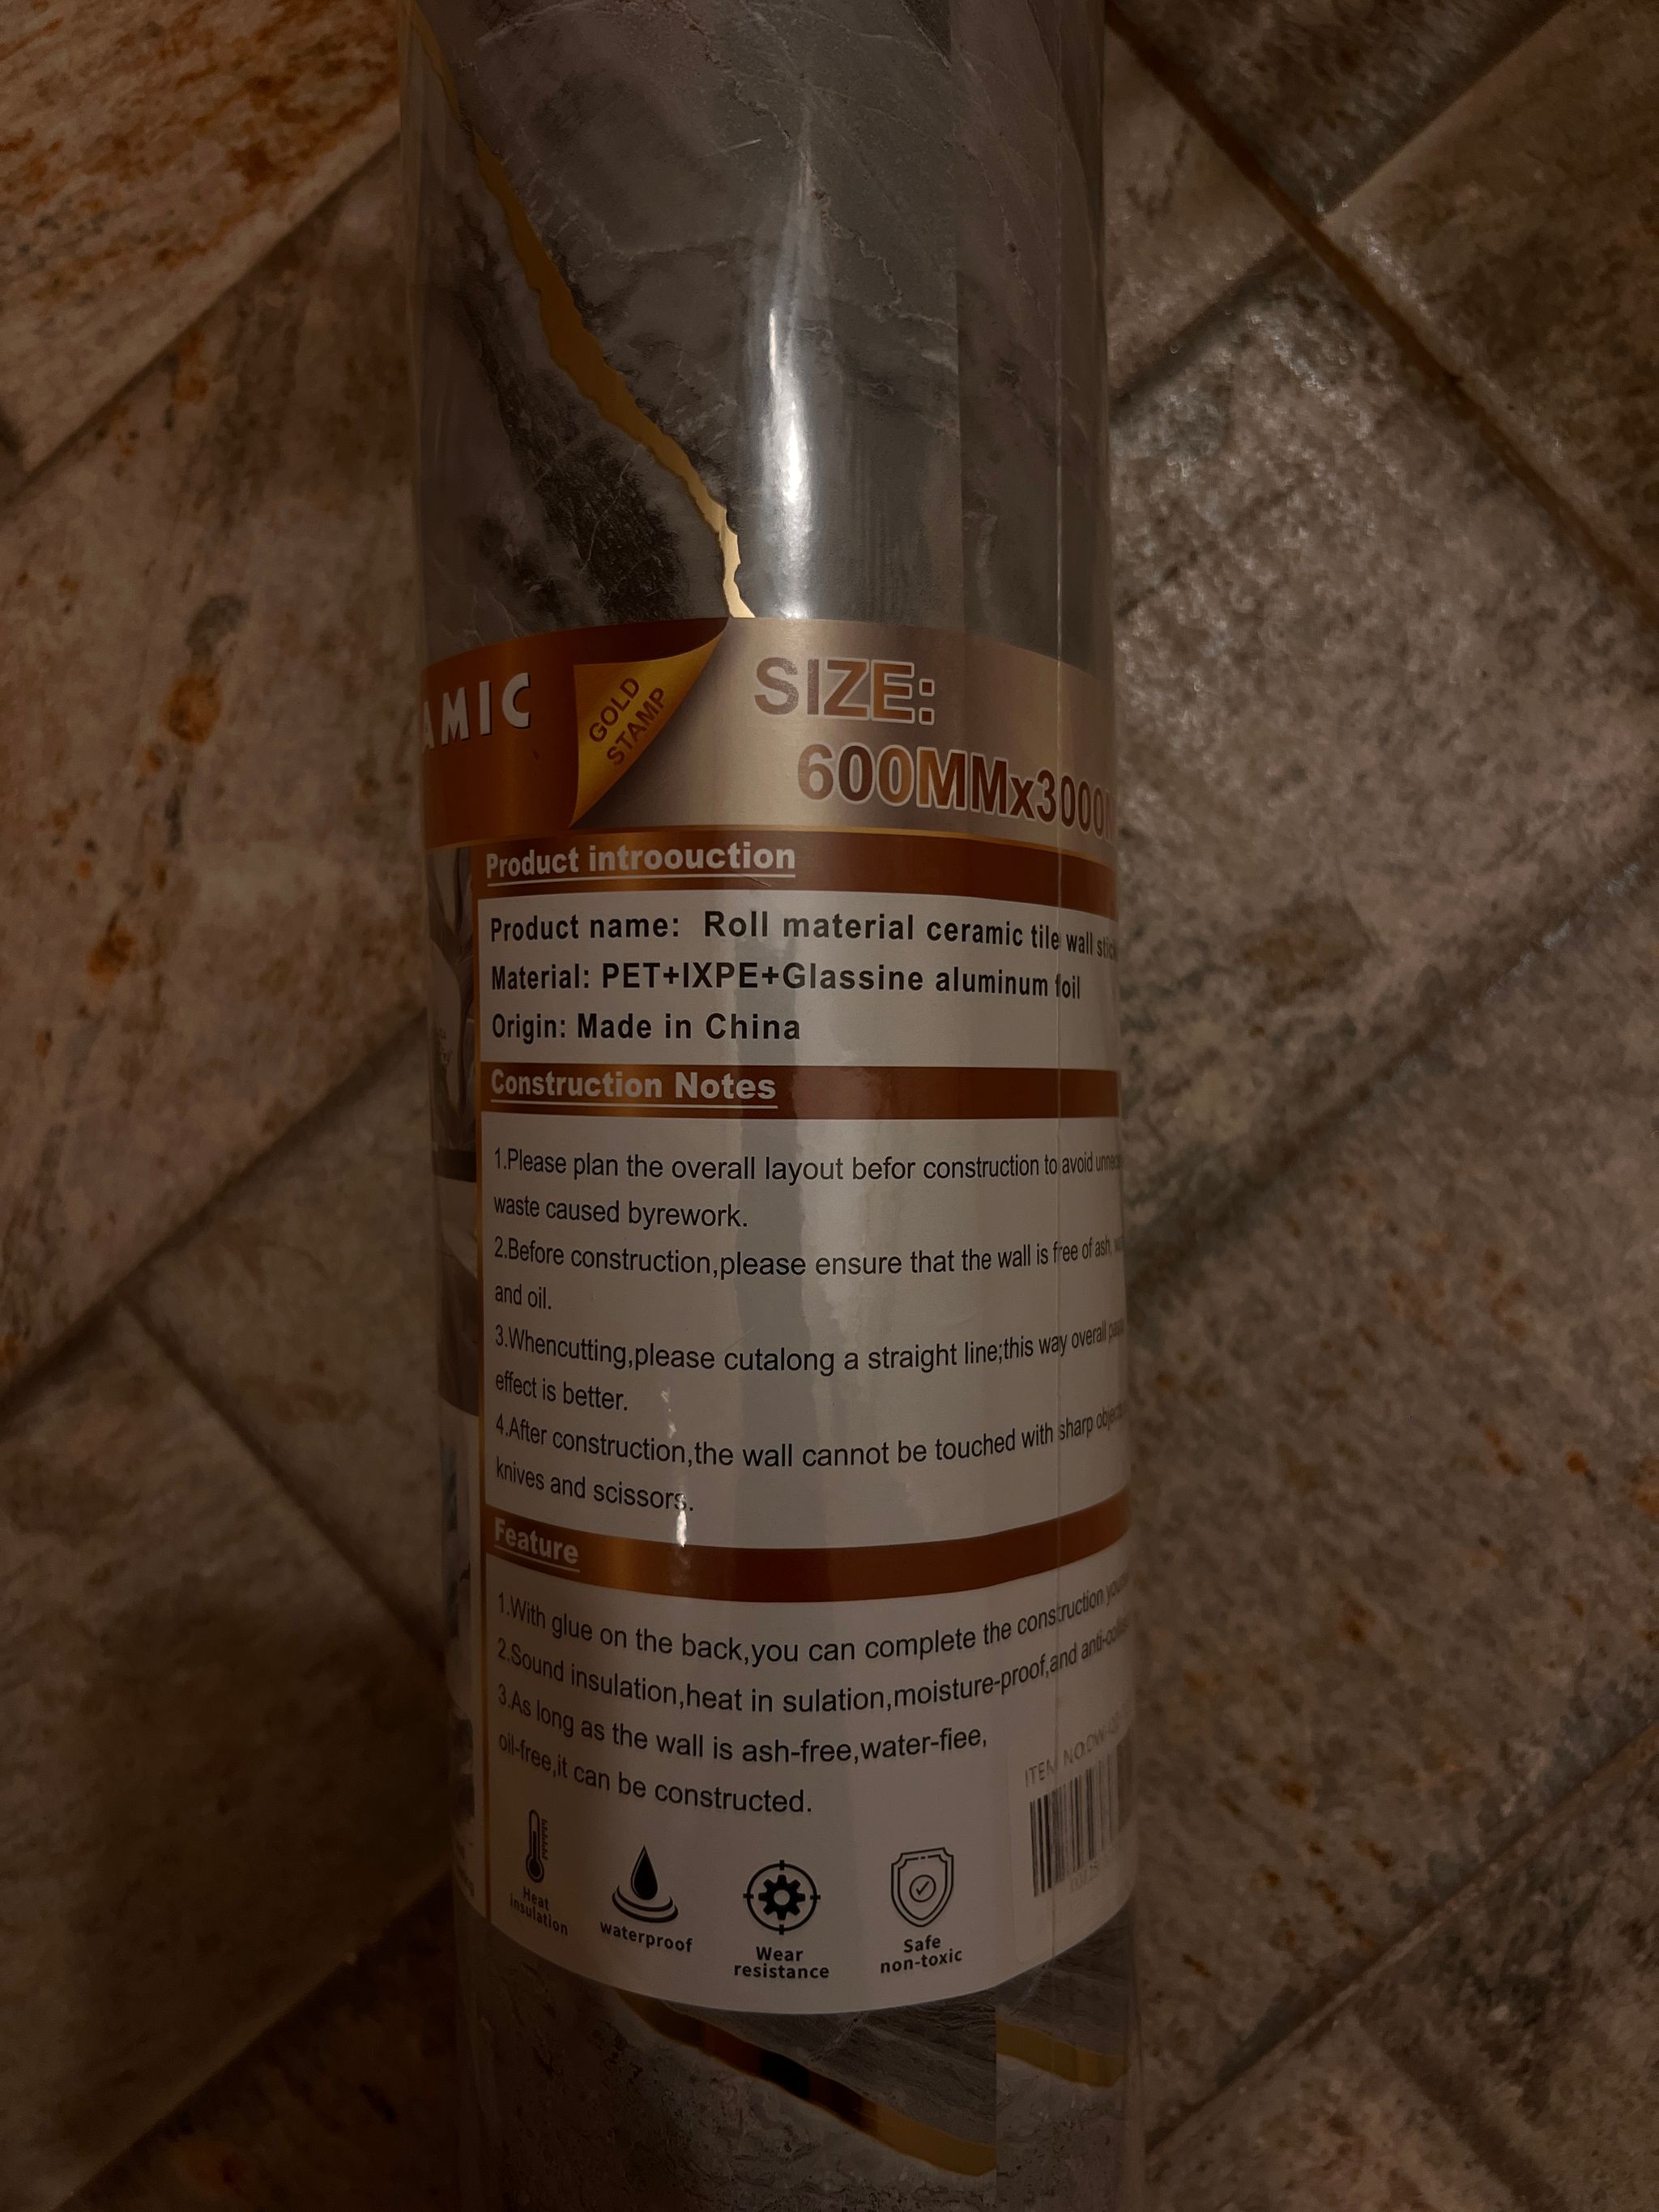 AMIC
GOLD
STAMP
SIZE:
600MMx3000
Product introouction
Product name: Roll material ceramic tile wall
Material: PET+IXPE+Glassine aluminum foil
Origin: Made in China
Construction Notes
1.Please plan the overall layout befor construction to avoid
waste caused byrework.
2.Before construction,please ensure that the wall is free of ash,
and oil.
3.Whencutting,please cutalong a straight line;this way overall
effect is better.
4.After construction,the wall cannot be touched with sharp
knives and scissors.
Feature
1.With glue on the back,you can complete the construction
2.Sound insulation,heat in sulation,moisture-proof,and
3.As long as the wall is ash-free,water-fiee,
oil-free,it can be constructed.
ITEM NO:
Heat
insulation
waterproof
Wear
resistance
Safe
non-toxic